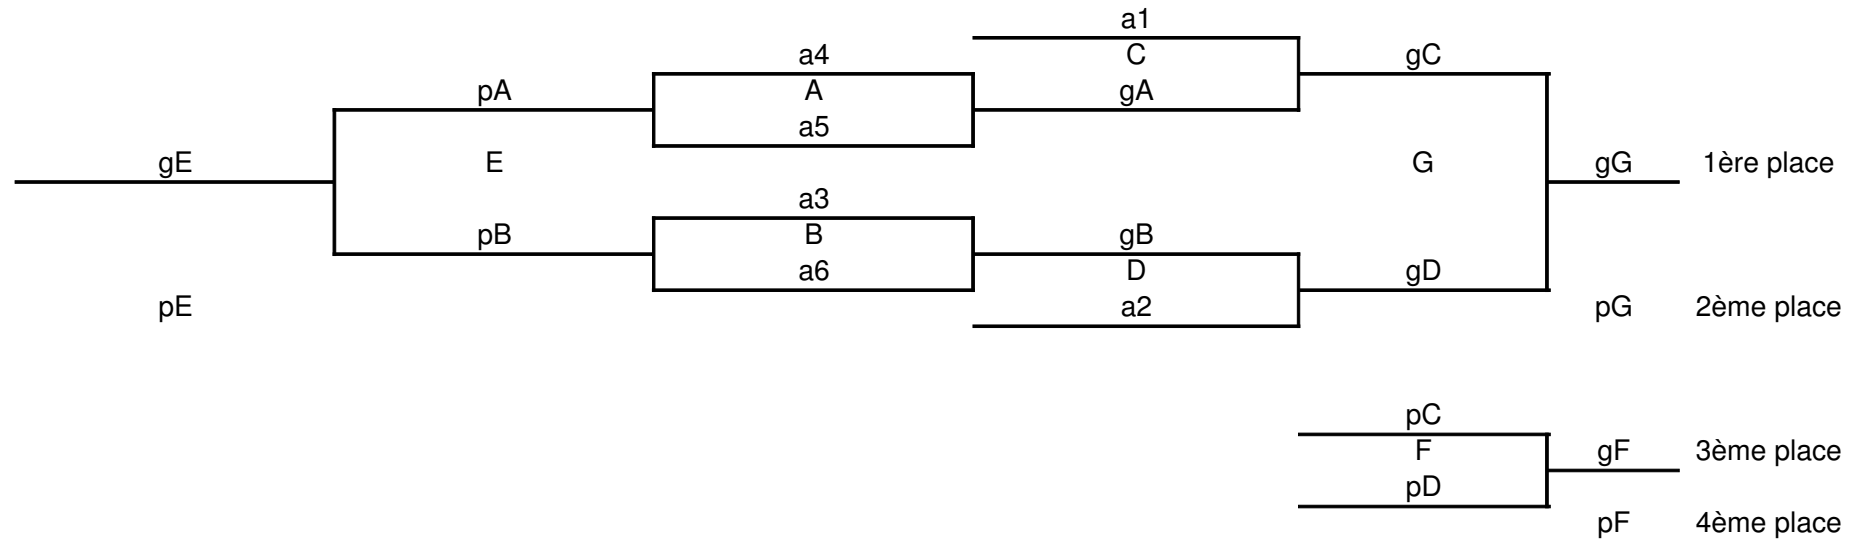 a1
a4 C gC
pA A gA
a5
gE E G gG 1ère place
a3
pB B gB
a6 D gD
pE a2 pG 2ème place
pC
F gF 3ème place
pD
pF 4ème place